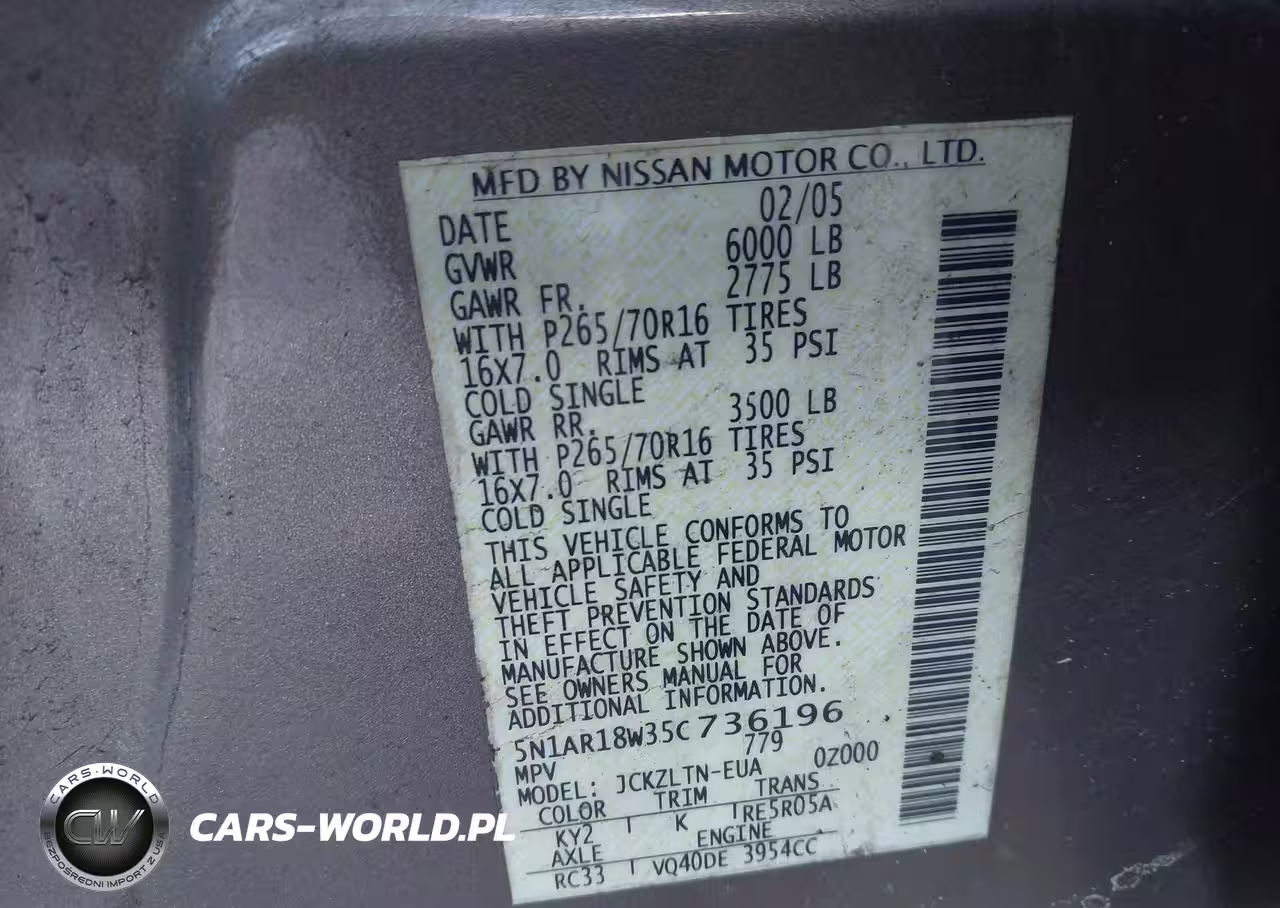 MFD BY NISSAN MOTOR CO., LTD.
DATE 02/05
GVWR 6000 LB
GAWR FR. 2775 LB
WITH P265/70R16 TIRES
16X7.0 RIMS AT 35 PSI
COLD SINGLE
GAWR RR. 3500 LB
WITH P265/70R16 TIRES
16X7.0 RIMS AT 35 PSI
COLD SINGLE
THIS VEHICLE CONFORMS TO
ALL APPLICABLE FEDERAL MOTOR
VEHICLE SAFETY AND
THEFT PREVENTION STANDARDS
IN EFFECT ON THE DATE OF
MANUFACTURE SHOWN ABOVE.
SEE OWNERS MANUAL FOR
ADDITIONAL INFORMATION.
5N1AR18W35C736196
MPV 779
MODEL: JCKZLTN-EUA 0Z000
COLOR TRIM TRANS
KY2 K RE5R05A
AXLE ENGINE
RC33 VQ40DE 3954CC
CARS-WORLD
CW
BEZPOŚREDNI IMPORT Z USA
CARS-WORLD.PL